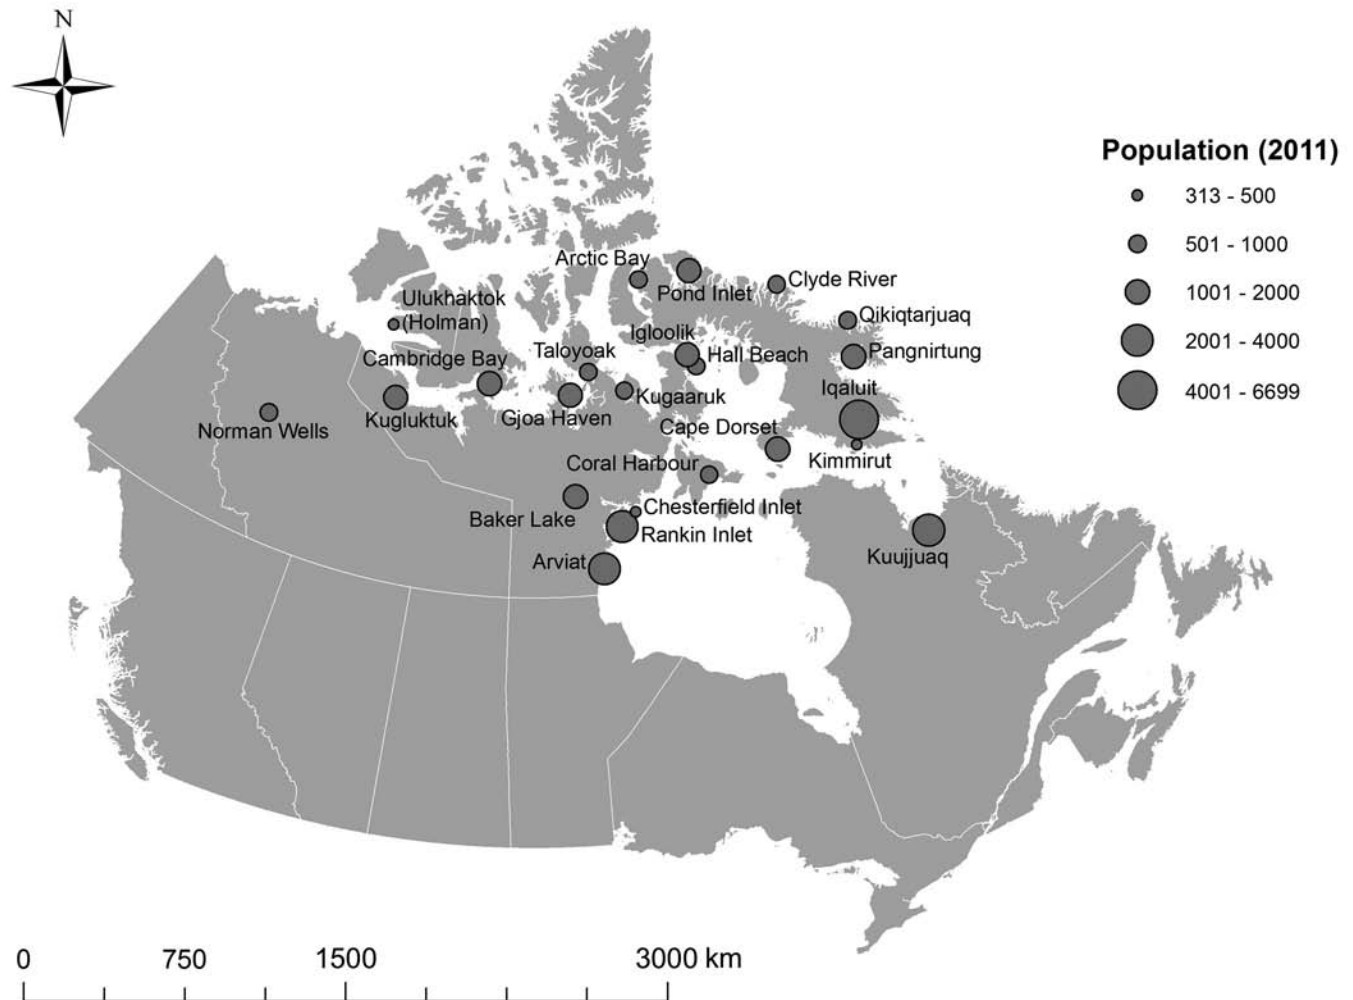 N
Population (2011)
313 - 500
501 - 1000
1001 - 2000
2001 - 4000
4001 - 6699
Arctic Bay
Pond Inlet
Clyde River
Ulukhaktok
(Holman)
Qikiqtarjuaq
Igloolik
Hall Beach
Pangnirtung
Taloyoak
Cambridge Bay
Iqaluit
Kugaaruk
Kugluktuk
Gjoa Haven
Norman Wells
Cape Dorset
Kimmirut
Coral Harbour
Chesterfield Inlet
Baker Lake
Rankin Inlet
Arviat
Kuujjuaq
0 750 1500 3000 km